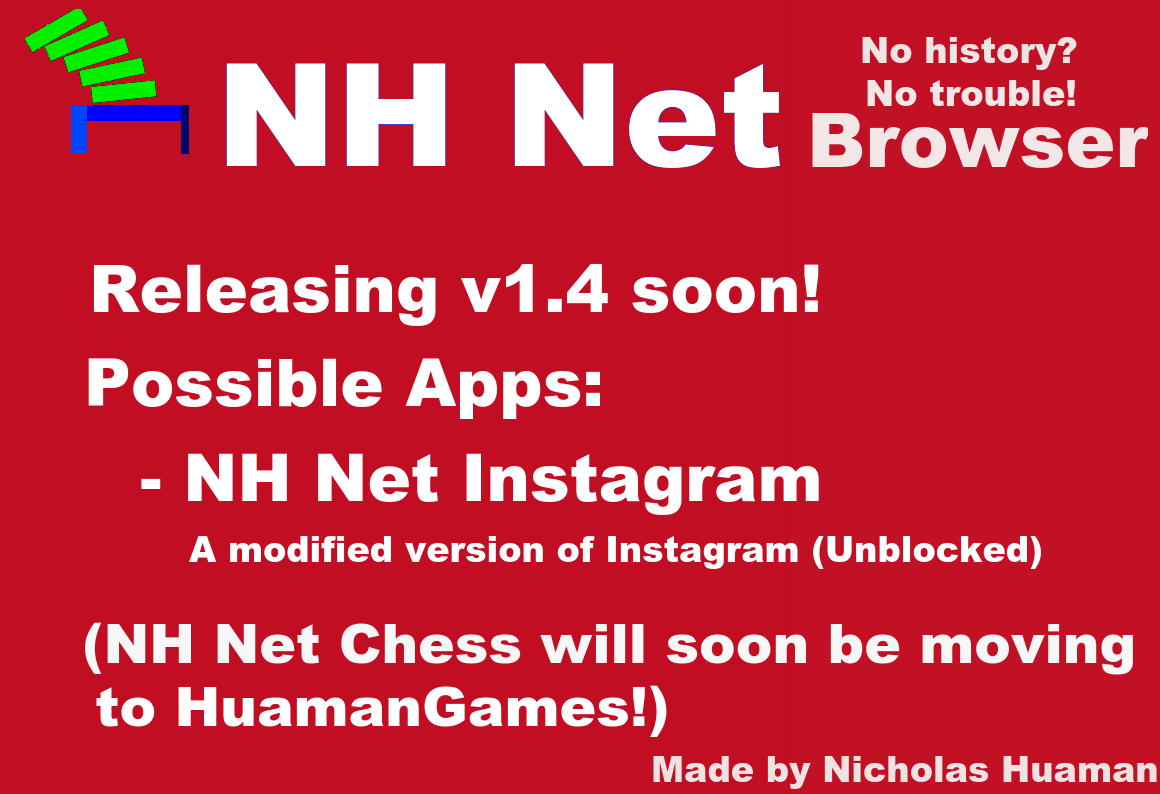 No history?
No trouble!
NH Net Browser
Releasing v1.4 soon!
Possible Apps:
- NH Net Instagram
A modified version of Instagram (Unblocked)
(NH Net Chess will soon be moving
to HuamanGames!)
Made by Nicholas Huaman